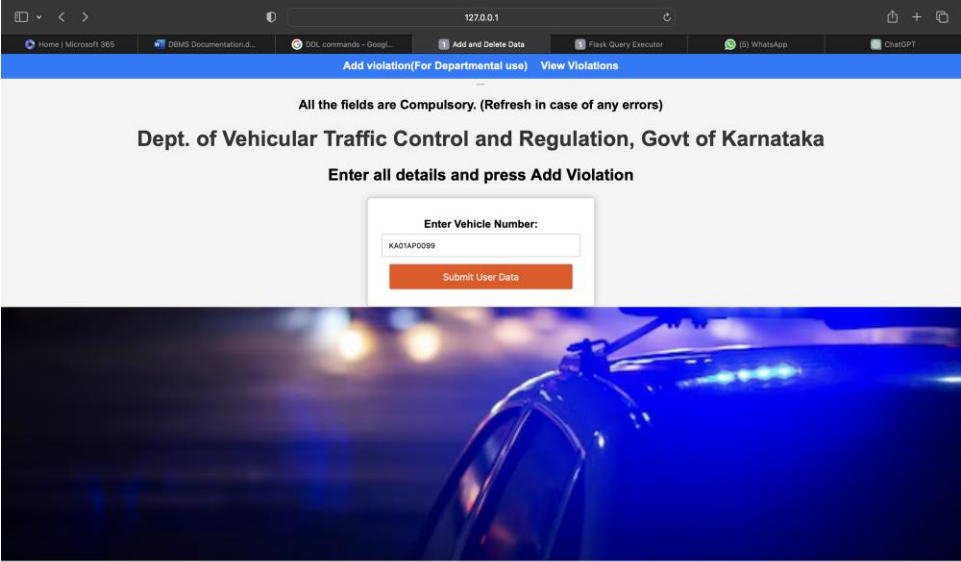 127.0.0.1
Home | Microsoft 365
DBMS Documentation.d...
DDL commands - Googl...
1 Add and Delete Data
1 Flask Query Executor
(5) WhatsApp
ChatGPT
Add violation(For Departmental use) View Violations
All the fields are Compulsory. (Refresh in case of any errors)
Dept. of Vehicular Traffic Control and Regulation, Govt of Karnataka
Enter all details and press Add Violation
Enter Vehicle Number:
KA01AP0099
Submit User Data